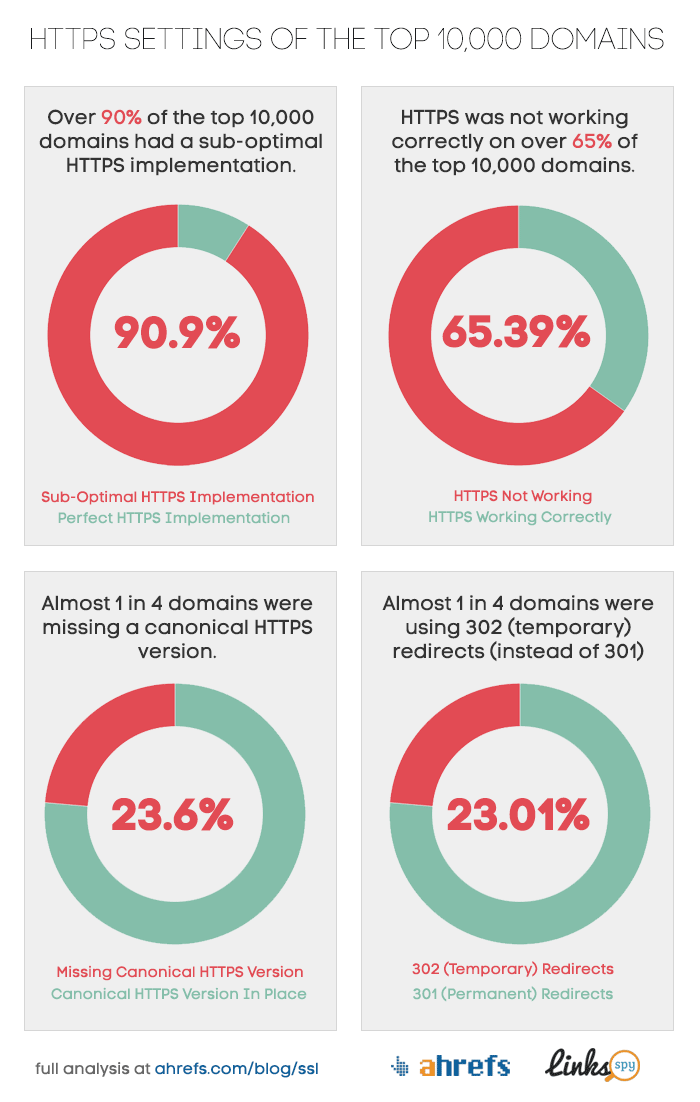 HTTPS SETTINGS OF THE TOP 10,000 DOMAINS
Over 90% of the top 10,000
domains had a sub-optimal
HTTPS implementation.
90.9%
Sub-Optimal HTTPS Implementation
Perfect HTTPS Implementation
HTTPS was not working
correctly on over 65% of
the top 10,000 domains.
65.39%
HTTPS Not Working
HTTPS Working Correctly
Almost 1 in 4 domains were
missing a canonical HTTPS
version.
23.6%
Missing Canonical HTTPS Version
Canonical HTTPS Version In Place
Almost 1 in 4 domains were
using 302 (temporary)
redirects (instead of 301)
23.01%
302 (Temporary) Redirects
301 (Permanent) Redirects
full analysis at ahrefs.com/blog/ssl
ahrefs
Links spy